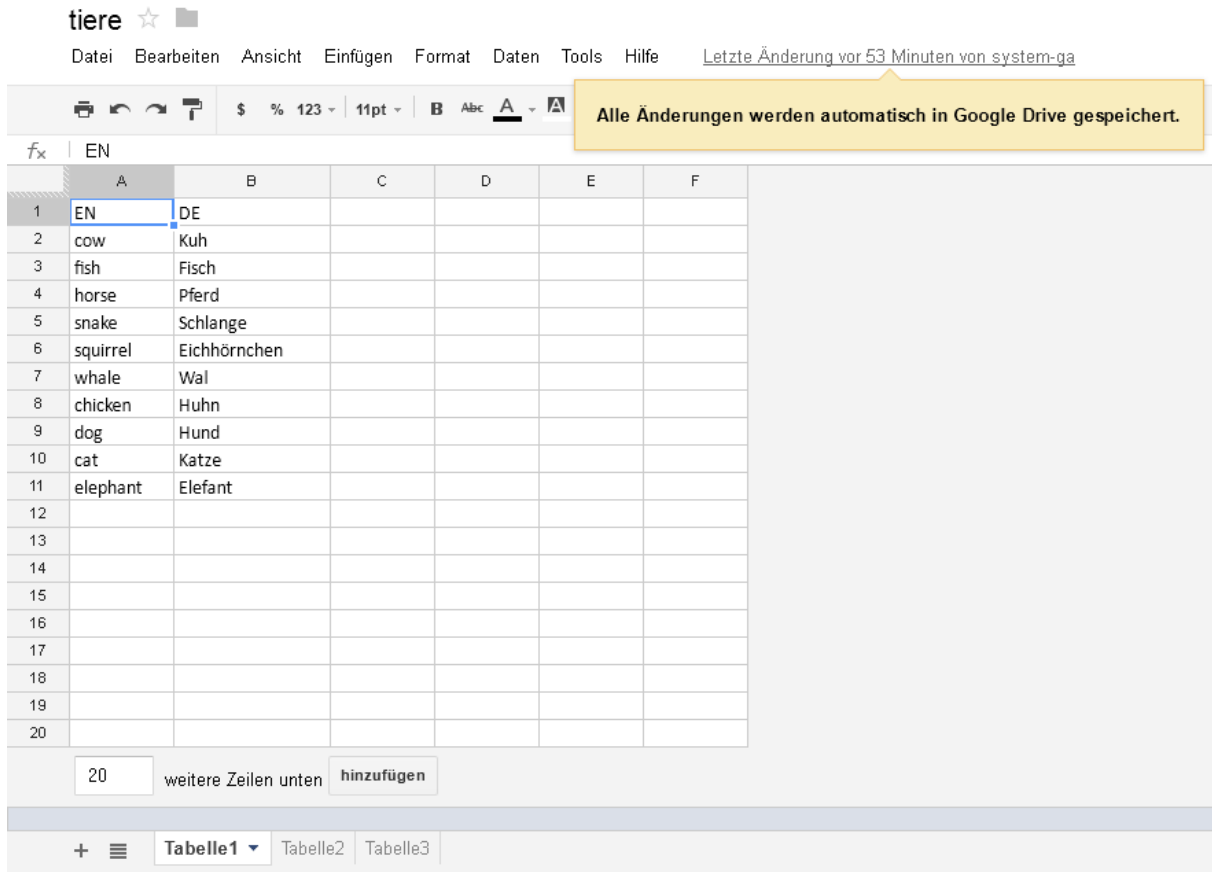 tiere
Datei Bearbeiten Ansicht Einfügen Format Daten Tools Hilfe Letzte Änderung vor 53 Minuten von system-ga
$ % 123 11pt B Abc A A
Alle Änderungen werden automatisch in Google Drive gespeichert.
fx EN
A B C D E F
1 EN DE
2 cow Kuh
3 fish Fisch
4 horse Pferd
5 snake Schlange
6 squirrel Eichhörnchen
7 whale Wal
8 chicken Huhn
9 dog Hund
10 cat Katze
11 elephant Elefant
12
13
14
15
16
17
18
19
20
20 weitere Zeilen unten hinzufügen
+ Tabelle1 Tabelle2 Tabelle3